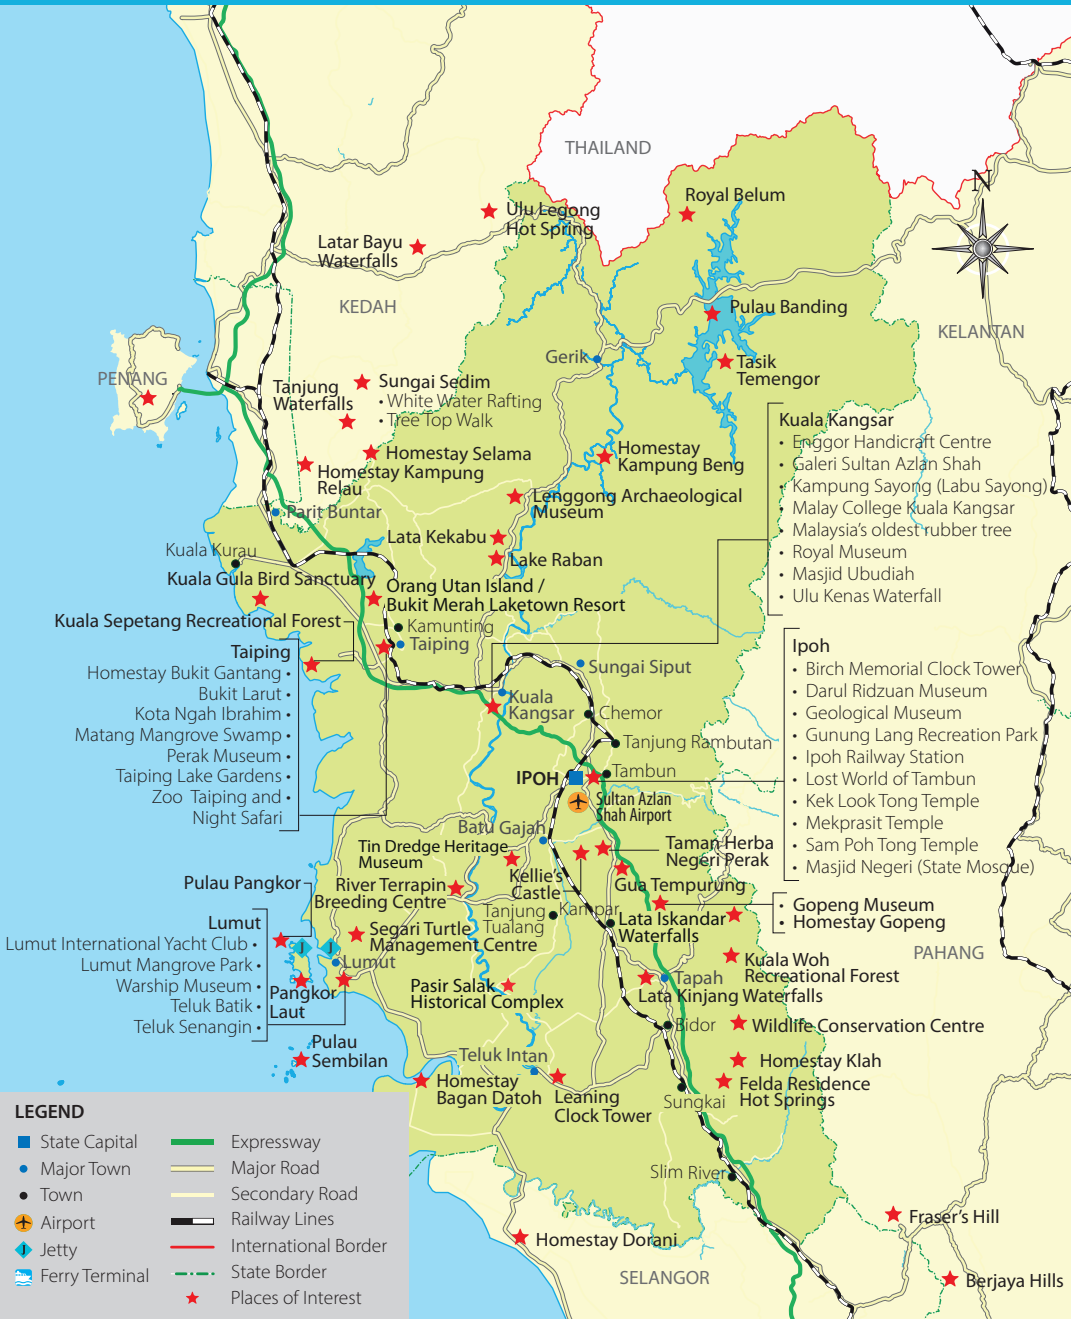 THAILAND
N
Royal Belum
Ulu Legong
Hot Spring
Latar Bayu
Waterfalls
KEDAH
Pulau Banding
KELANTAN
Gerik
Tasik
Temengor
PENANG
Tanjung
Waterfalls
Sungai Sedim
• White Water Rafting
• Tree Top Walk
Homestay Selama
Homestay Kampung
Relau
Homestay
Kampung Beng
Lenggong Archaeological
Museum
Parit Buntar
Lata Kekabu
Lake Raban
Kuala Kurau
Kuala Gula Bird Sanctuary
Orang Utan Island /
Bukit Merah Laketown Resort
Kuala Sepetang Recreational Forest
Kamunting
Taiping
Kuala Kangsar
• Enggor Handicraft Centre
• Galeri Sultan Azlan Shah
• Kampung Sayong (Labu Sayong)
• Malay College Kuala Kangsar
• Malaysia's oldest rubber tree
• Royal Museum
• Masjid Ubudiah
• Ulu Kenas Waterfall
Taiping
Homestay Bukit Gantang •
Bukit Larut •
Kota Ngah Ibrahim •
Matang Mangrove Swamp •
Perak Museum •
Taiping Lake Gardens •
Zoo Taiping and •
Night Safari
Sungai Siput
Kuala
Kangsar
Chemor
Tanjung Rambutan
IPOH
Tambun
Sultan Azlan
Shah Airport
Ipoh
• Birch Memorial Clock Tower
• Darul Ridzuan Museum
• Geological Museum
• Gunung Lang Recreation Park
• Ipoh Railway Station
• Lost World of Tambun
• Kek Look Tong Temple
• Mekprasit Temple
• Sam Poh Tong Temple
• Masjid Negeri (State Mosque)
Batu Gajah
Tin Dredge Heritage
Museum
Taman Herba
Negeri Perak
Kellie's
Castle
Gua Tempurung
Pulau Pangkor
River Terrapin
Breeding Centre
Tanjung
Tualang
Kampar
Lata Iskandar
Waterfalls
• Gopeng Museum
• Homestay Gopeng
Lumut
Lumut International Yacht Club •
Lumut Mangrove Park •
Warship Museum •
Teluk Batik •
Teluk Senangin •
J
J
Segari Turtle
Management Centre
Lumut
Pangkor
Laut
PAHANG
Kuala Woh
Recreational Forest
Tapah
Lata Kinjang Waterfalls
Pasir Salak
Historical Complex
Bidor
Wildlife Conservation Centre
Pulau
Sembilan
Teluk Intan
Homestay Klah
Homestay
Bagan Datoh
Leaning
Clock Tower
Felda Residence
Hot Springs
Sungkai
Slim River
Fraser's Hill
Homestay Dorani
SELANGOR
Berjaya Hills
LEGEND
State Capital
Major Town
Town
Airport
J
Jetty
Ferry Terminal
Expressway
Major Road
Secondary Road
Railway Lines
International Border
State Border
Places of Interest